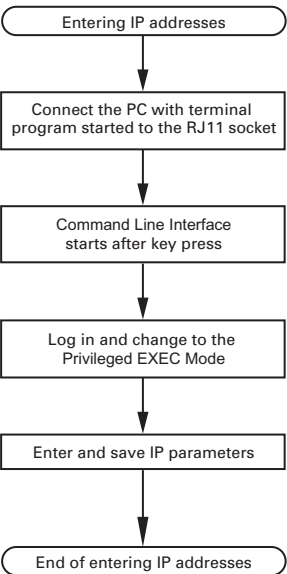 Entering IP addresses
Connect the PC with terminal
program started to the RJ11 socket
Command Line Interface
starts after key press
Log in and change to the
Privileged EXEC Mode
Enter and save IP parameters
End of entering IP addresses